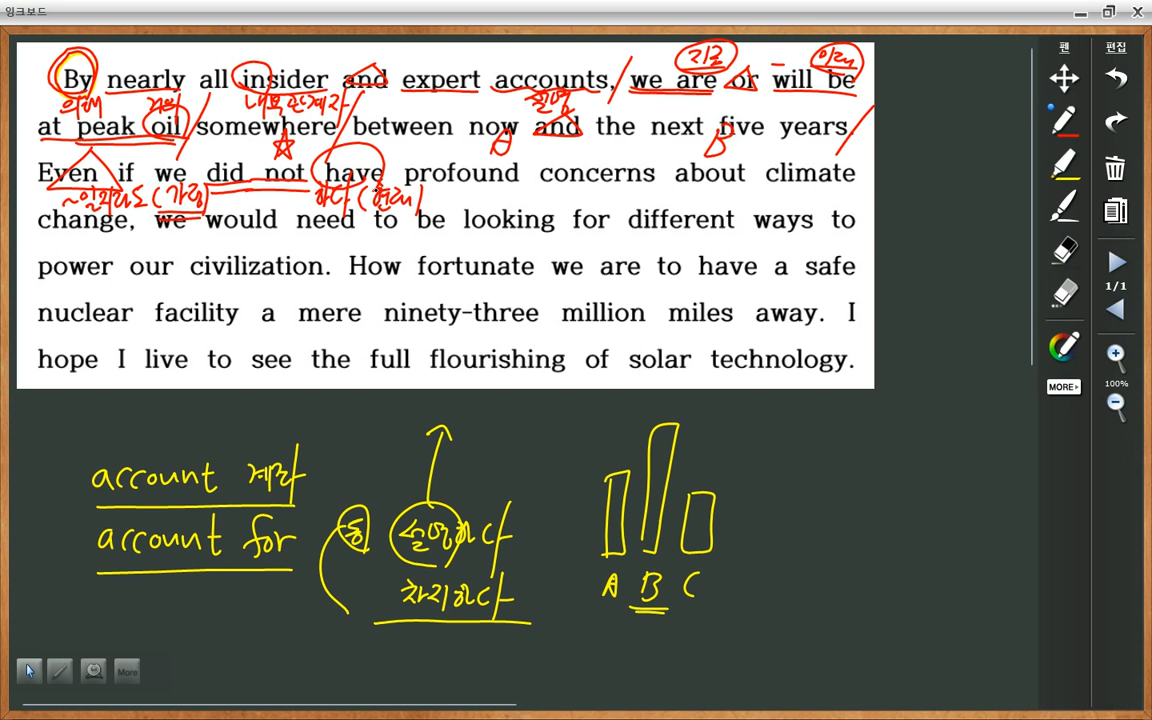 잉크보드
펜 편집
지금 미래
By nearly all insider and expert accounts, we are or will be
의해 거의 내부관계자 설명
at peak oil somewhere between now and the next five years.
A B
Even if we did not have profound concerns about climate
~일지라도 (가정) 하다 (현재)
change, we would need to be looking for different ways to
power our civilization. How fortunate we are to have a safe
nuclear facility a mere ninety-three million miles away. I
hope I live to see the full flourishing of solar technology.
1/1
100%
MORE
account 계좌
account for 동 설명하다
차지하다
A B C
More